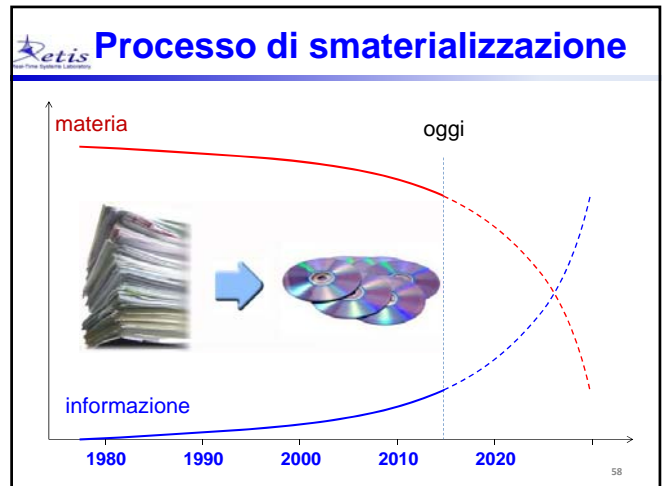 Retis
Real-Time Systems Laboratory
Processo di smaterializzazione
materia
oggi
informazione
1980 1990 2000 2010 2020
58